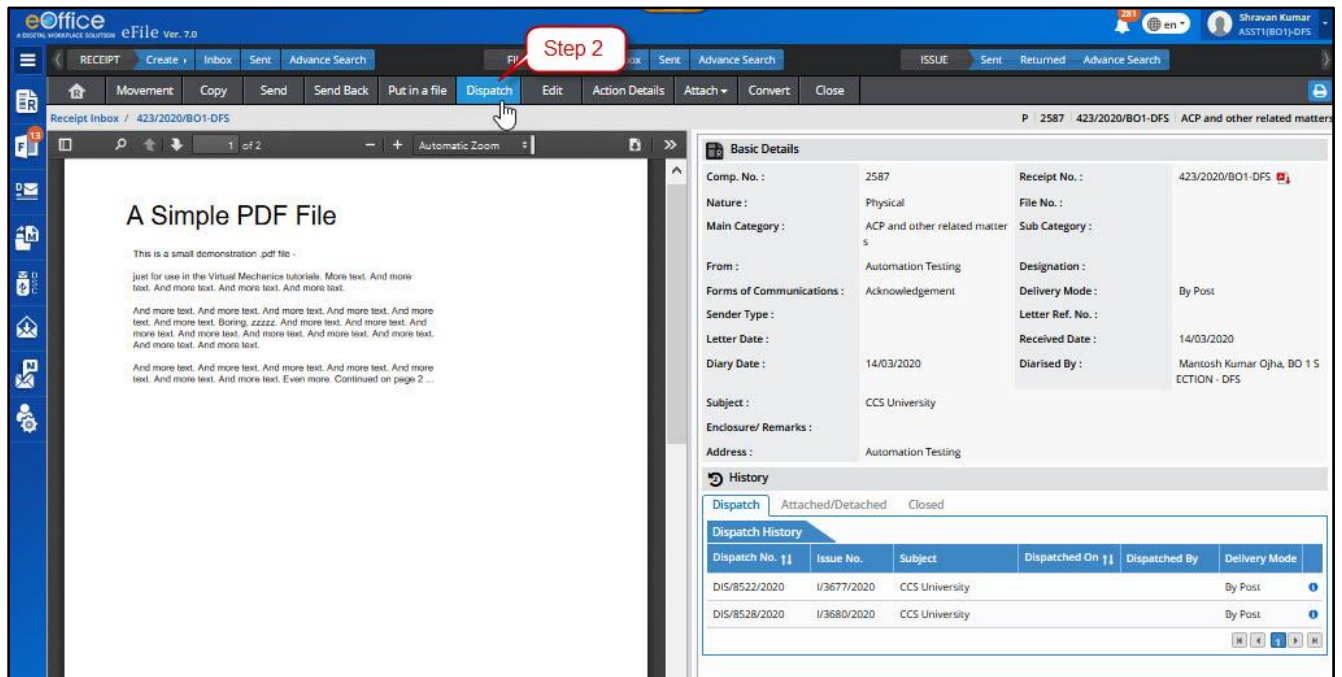 eOffice
A DIGITAL WORKPLACE SOLUTION eFile Ver. 7.0
281
en
Shravan Kumar
ASST1(BO1)-DFS
RECEIPT Create Inbox Sent Advance Search
Step 2
Sent Advance Search
ISSUE Sent Returned Advance Search
Movement Copy Send Send Back Put in a file Dispatch Edit Action Details Attach Convert Close
Receipt Inbox / 423/2020/BO1-DFS
P 2587 423/2020/BO1-DFS ACP and other related matters
13
1 of 2
Automatic Zoom
A Simple PDF File
This is a small demonstration .pdf file -
just for use in the Virtual Mechanics tutorials. More text. And more
text. And more text. And more text. And more text.
And more text. And more text. And more text. And more text. And more
text. And more text. Boring, zzzzz. And more text. And more text. And
more text. And more text. And more text. And more text. And more text.
And more text. And more text.
And more text. And more text. And more text. And more text. And more
text. And more text. And more text. Even more. Continued on page 2 ...
Basic Details
Comp. No. : 2587 Receipt No. : 423/2020/BO1-DFS
Nature : Physical File No. :
Main Category : ACP and other related matter Sub Category :
s
From : Automation Testing Designation :
Forms of Communications : Acknowledgement Delivery Mode : By Post
Sender Type : Letter Ref. No. :
Letter Date : Received Date : 14/03/2020
Diary Date : 14/03/2020 Diarised By : Mantosh Kumar Ojha, BO 1 S
ECTION - DFS
Subject : CCS University
Enclosure/ Remarks :
Address : Automation Testing
History
Dispatch Attached/Detached Closed
Dispatch History
Dispatch No. Issue No. Subject Dispatched On Dispatched By Delivery Mode
DIS/8522/2020 I/3677/2020 CCS University By Post
DIS/8528/2020 I/3680/2020 CCS University By Post
1